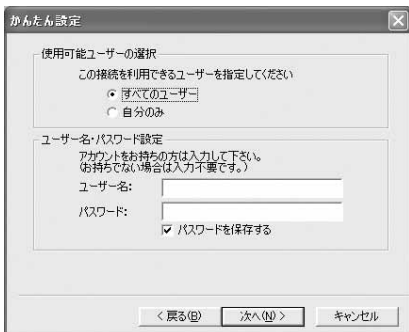 かんたん設定
使用可能ユーザーの選択
この接続を利用できるユーザーを指定してください
すべてのユーザー
自分のみ
ユーザー名・パスワード設定
アカウントをお持ちの方は入力して下さい。
(お持ちでない場合は入力不要です。)
ユーザー名:
パスワード:
パスワードを保存する
< 戻る(B)
次へ(N) >
キャンセル